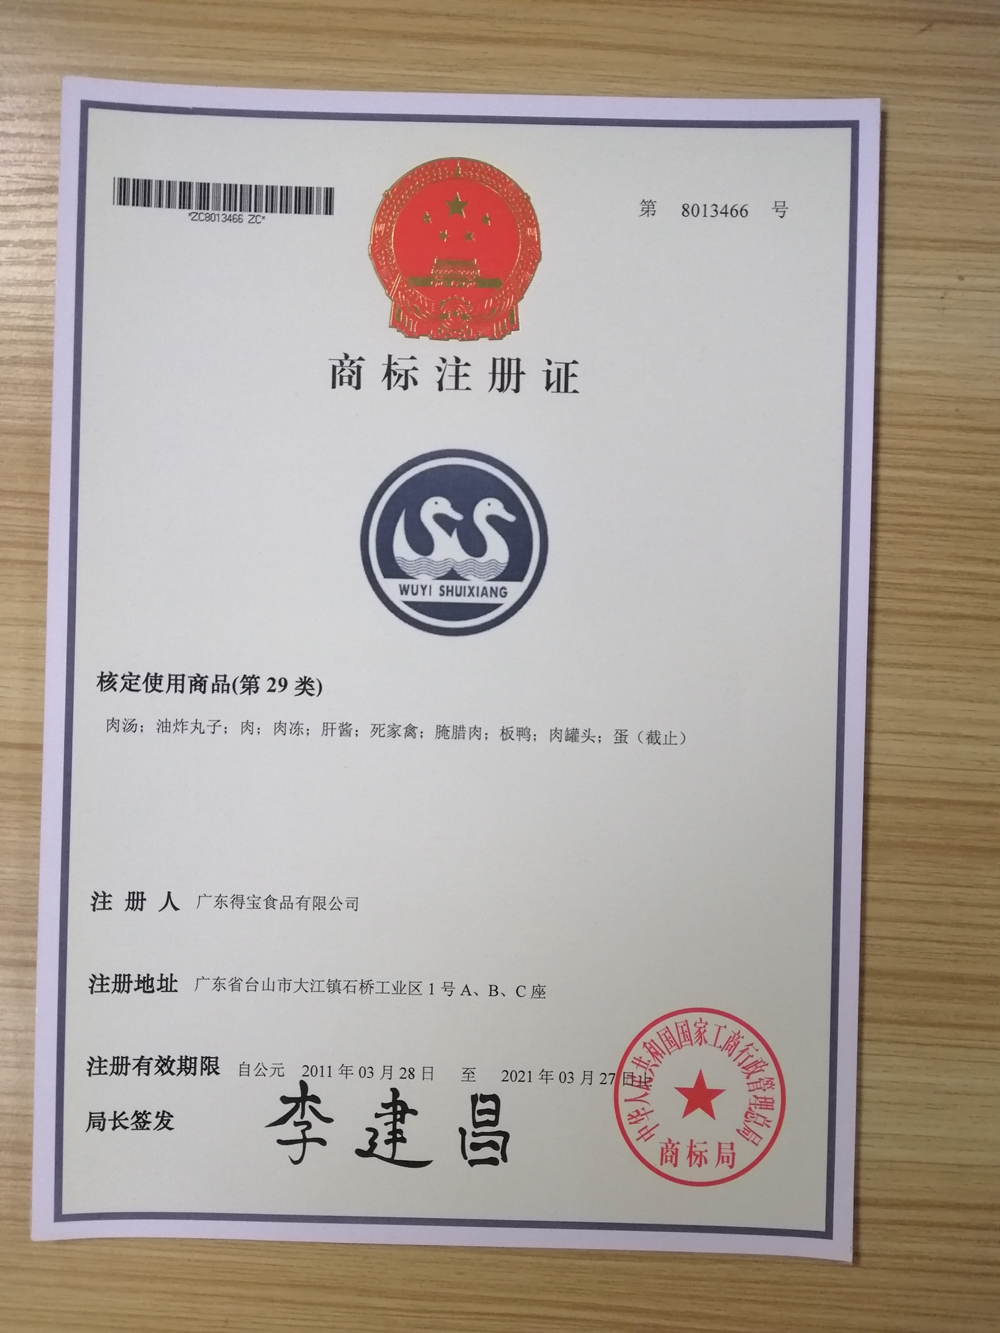 *ZC8013466 ZC*
第 8013466 号
商标注册证
WUYI SHUIXIANG
核定使用商品(第 29 类)
肉汤；油炸丸子；肉；肉冻；肝酱；死家禽；腌腊肉；板鸭；肉罐头；蛋（截止）
注 册 人 广东得宝食品有限公司
注册地址 广东省台山市大江镇石桥工业区 1 号 A、B、C 座
注册有效期限 自公元 2011 年 03 月 28 日 至 2021 年 03 月 27 日止
局长签发 李建昌
中华人民共和国国家工商行政管理总局
商标局